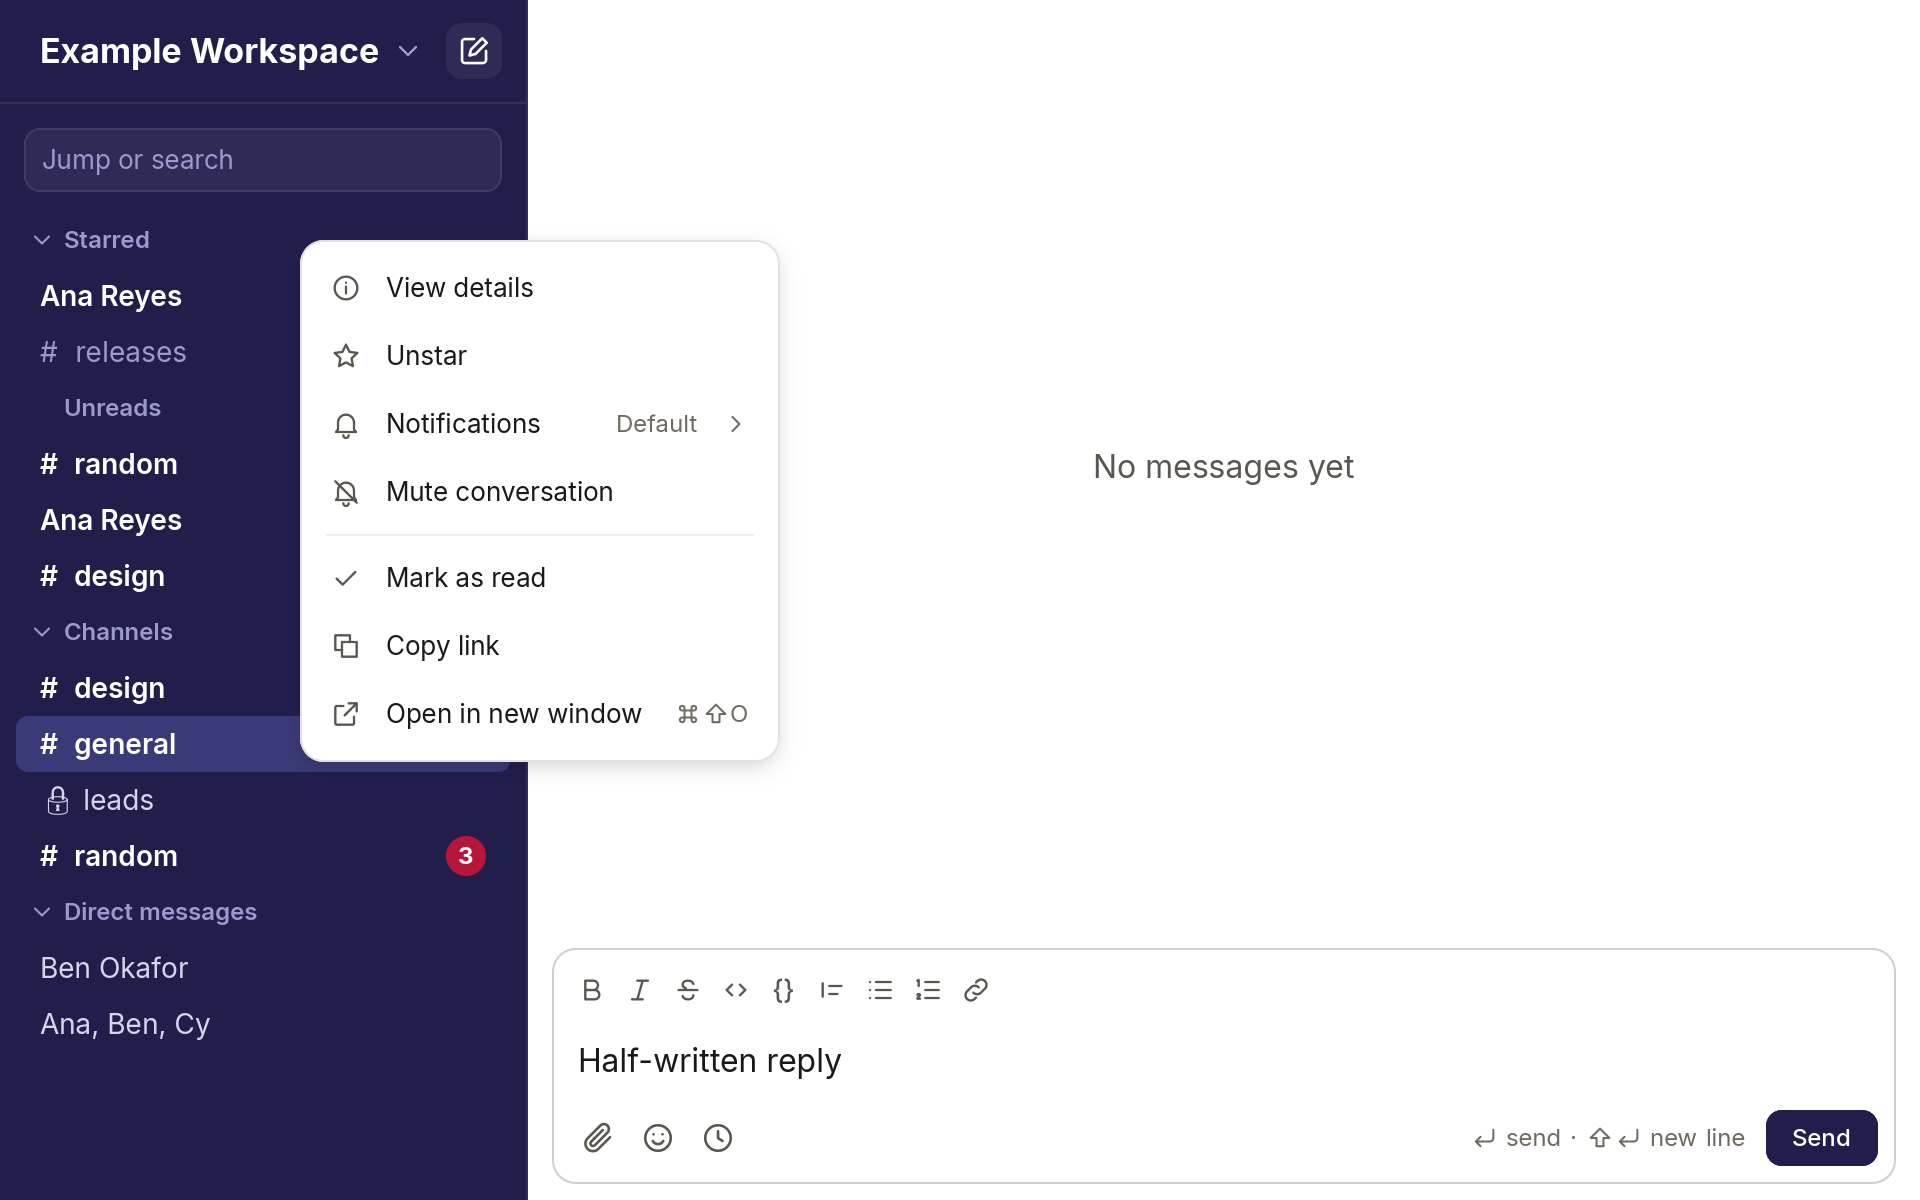 Example Workspace
Jump or search
Starred
Ana Reyes
# releases
Unreads
# random
Ana Reyes
# design
Channels
# design
# general
leads
# random 3
Direct messages
Ben Okafor
Ana, Ben, Cy
View details
Unstar
Notifications Default
Mute conversation
Mark as read
Copy link
Open in new window ⌘⇧O
No messages yet
Half-written reply
↵ send · ⇧↵ new line Send